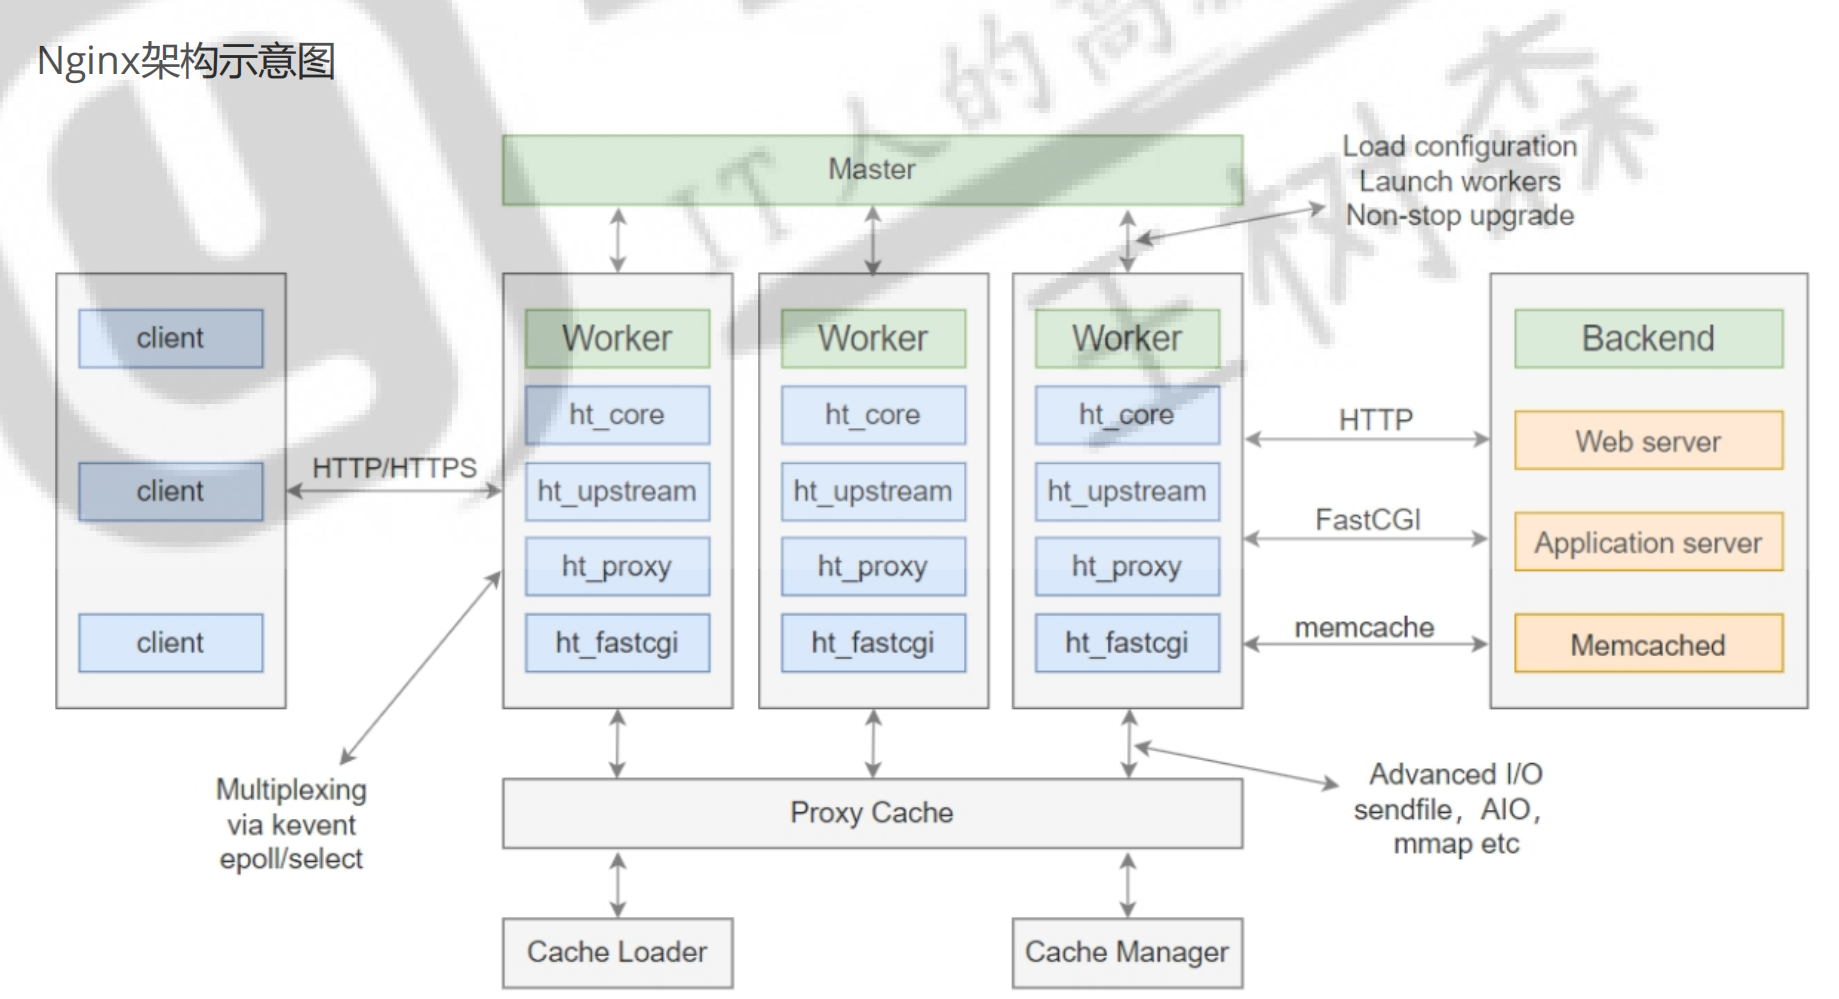 Nginx架构示意图
IT人的高
王树森
Master
Load configuration
Launch workers
Non-stop upgrade
client
client
client
HTTP/HTTPS
Worker
ht_core
ht_upstream
ht_proxy
ht_fastcgi
Worker
ht_core
ht_upstream
ht_proxy
ht_fastcgi
Worker
ht_core
ht_upstream
ht_proxy
ht_fastcgi
HTTP
FastCGI
memcache
Backend
Web server
Application server
Memcached
Multiplexing
via kevent
epoll/select
Proxy Cache
Advanced I/O
sendfile，AIO，
mmap etc
Cache Loader
Cache Manager